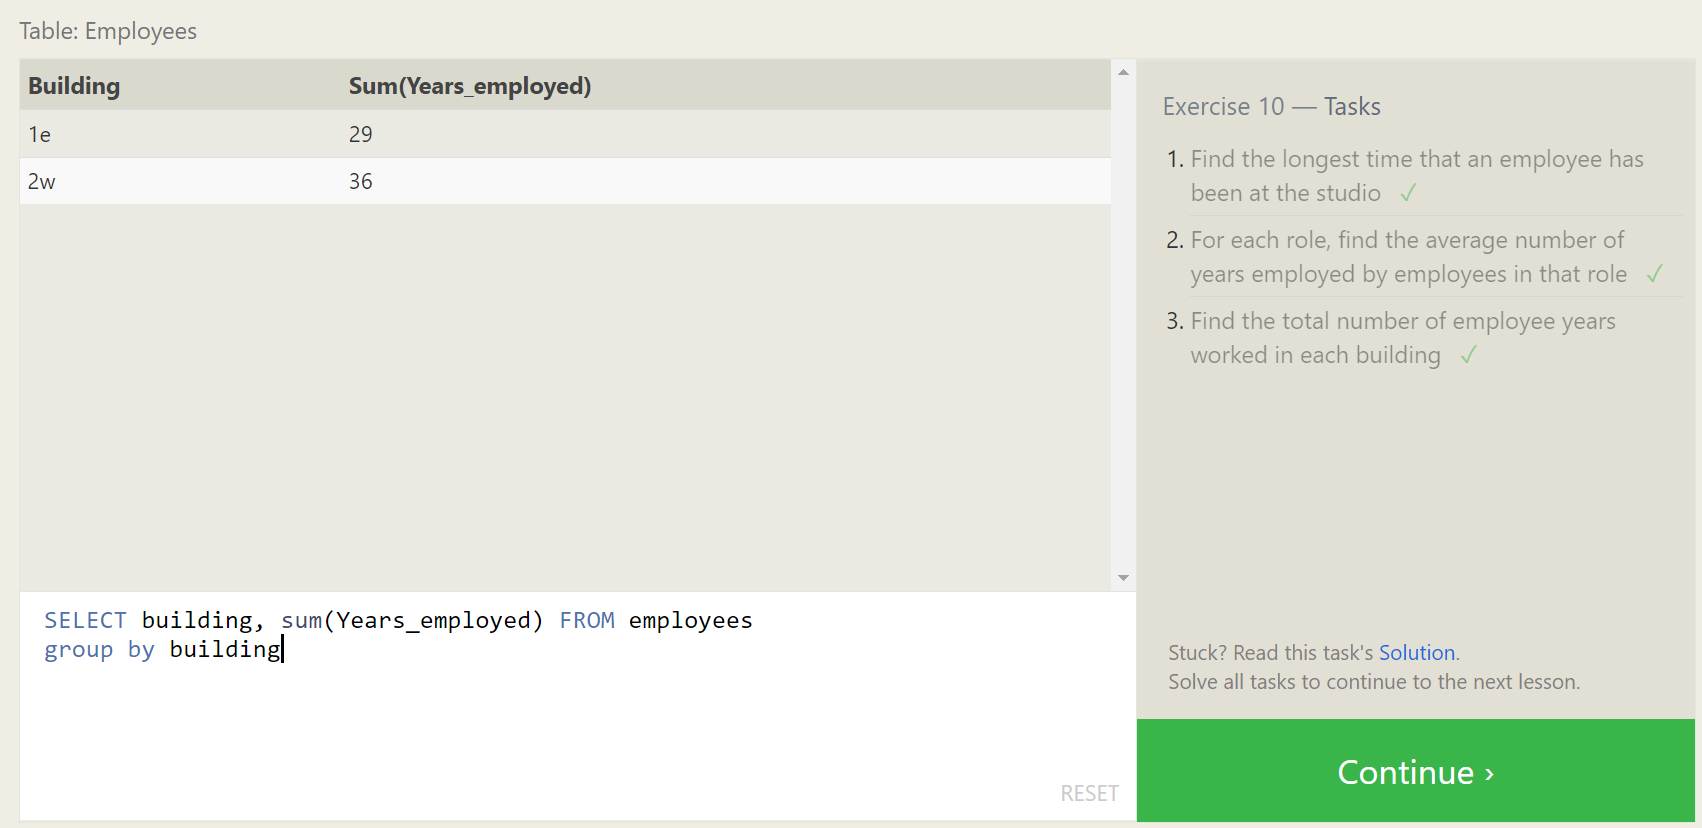 Table: Employees
Building Sum(Years_employed)
1e 29
2w 36
SELECT building, sum(Years_employed) FROM employees
group by building
RESET
Exercise 10 — Tasks
1. Find the longest time that an employee has
been at the studio ✓
2. For each role, find the average number of
years employed by employees in that role ✓
3. Find the total number of employee years
worked in each building ✓
Stuck? Read this task's Solution.
Solve all tasks to continue to the next lesson.
Continue ›